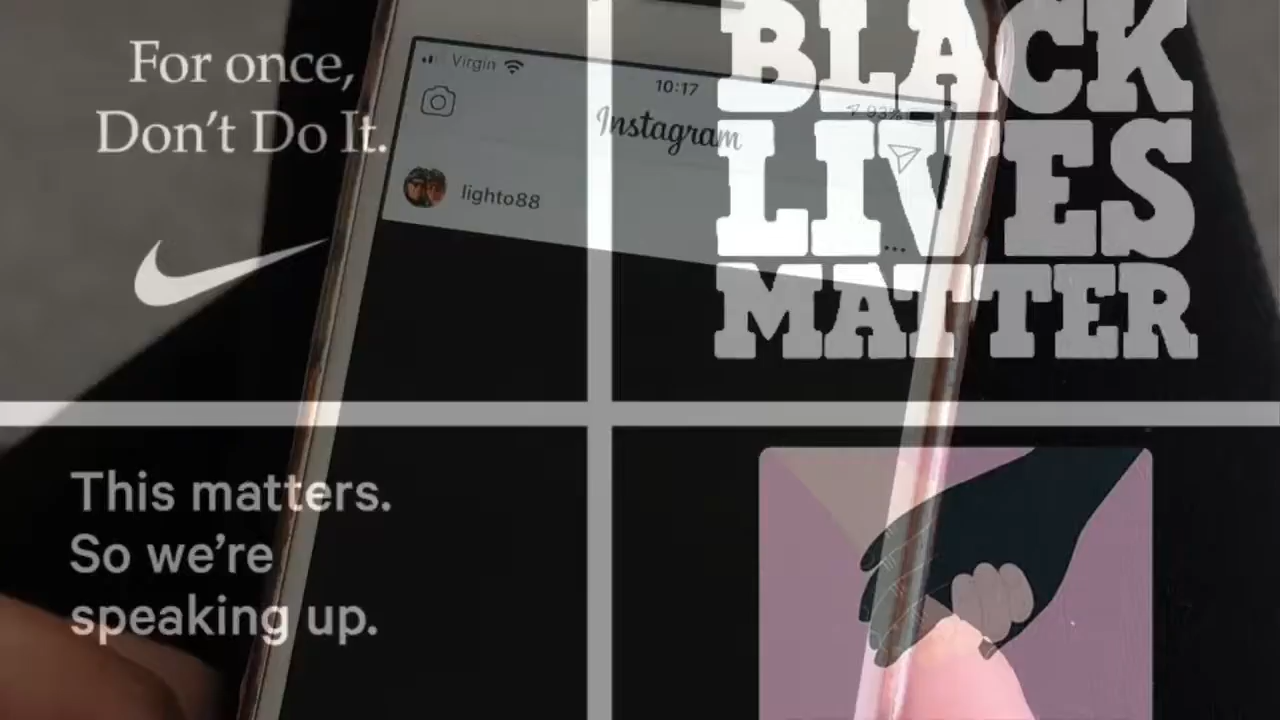 For once,
Don't Do It.
Virgin
10:17
93%
Instagram
lighto88
BLACK
LIVES
MATTER
This matters.
So we're
speaking up.